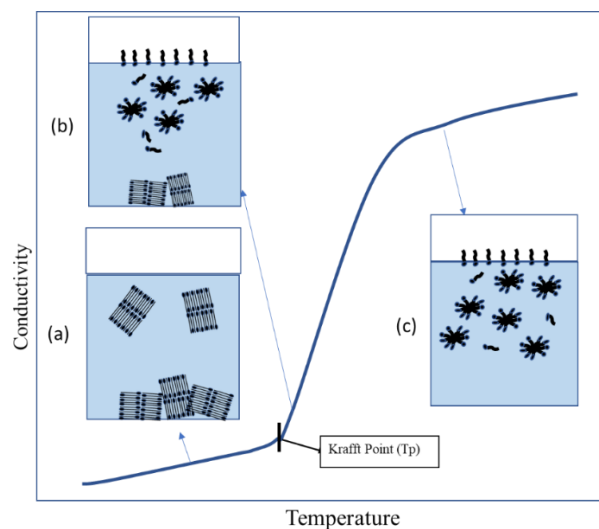 (b)
(a)
(c)
Conductivity
Krafft Point (Tp)
Temperature